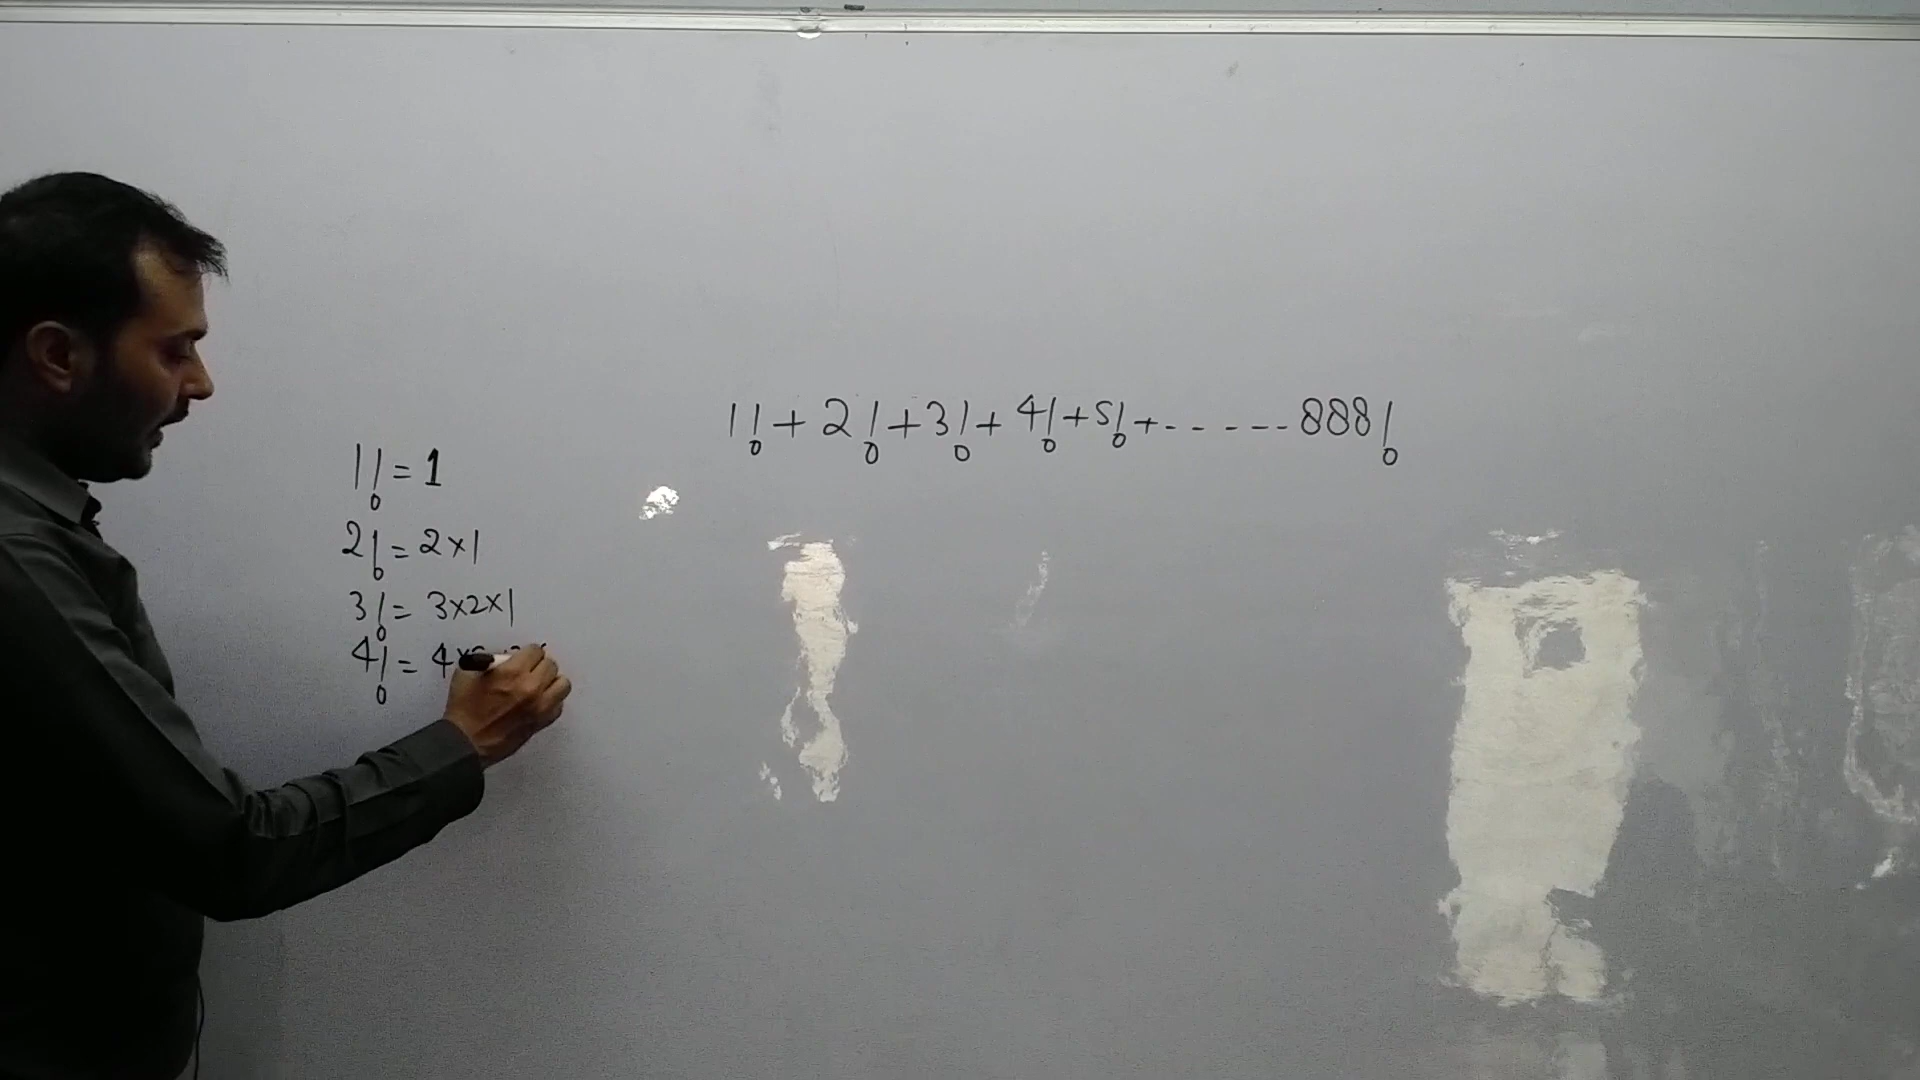 1! + 2! + 3! + 4! + 5! + - - - - - 888!
1! = 1
2! = 2×1
3! = 3×2×1
4! = 4×